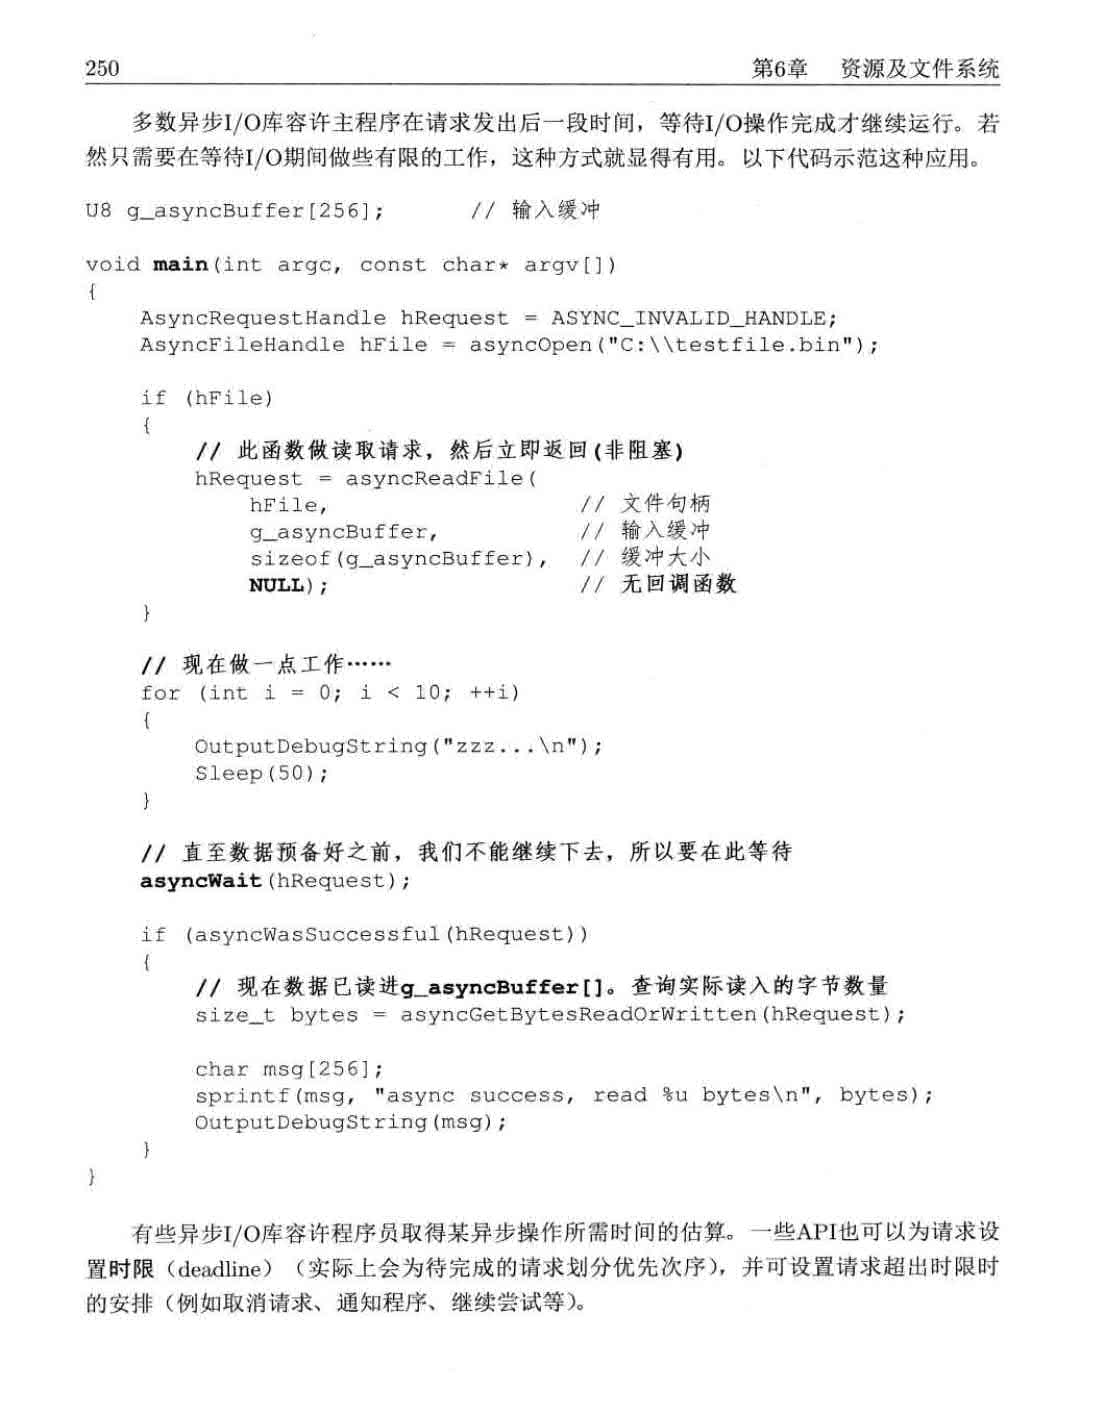 250 第6章 资源及文件系统
多数异步I/O库容许主程序在请求发出后一段时间，等待I/O操作完成才继续运行。若
然只需要在等待I/O期间做些有限的工作，这种方式就显得有用。以下代码示范这种应用。
U8 g_asyncBuffer[256]; // 输入缓冲
void main(int argc, const char* argv[])
{
AsyncRequestHandle hRequest = ASYNC_INVALID_HANDLE;
AsyncFileHandle hFile = asyncOpen("C:\\testfile.bin");
if (hFile)
{
// 此函数做读取请求，然后立即返回(非阻塞)
hRequest = asyncReadFile(
hFile, // 文件句柄
g_asyncBuffer, // 输入缓冲
sizeof(g_asyncBuffer), // 缓冲大小
NULL); // 无回调函数
}
// 现在做一点工作……
for (int i = 0; i < 10; ++i)
{
OutputDebugString("zzz...\n");
Sleep(50);
}
// 直至数据预备好之前，我们不能继续下去，所以要在此等待
asyncWait(hRequest);
if (asyncWasSuccessful(hRequest))
{
// 现在数据已读进g_asyncBuffer[]。查询实际读入的字节数量
size_t bytes = asyncGetBytesReadOrWritten(hRequest);
char msg[256];
sprintf(msg, "async success, read %u bytes\n", bytes);
OutputDebugString(msg);
}
}
有些异步I/O库容许程序员取得某异步操作所需时间的估算。一些API也可以为请求设
置时限（deadline）（实际上会为待完成的请求划分优先次序），并可设置请求超出时限时
的安排（例如取消请求、通知程序、继续尝试等）。